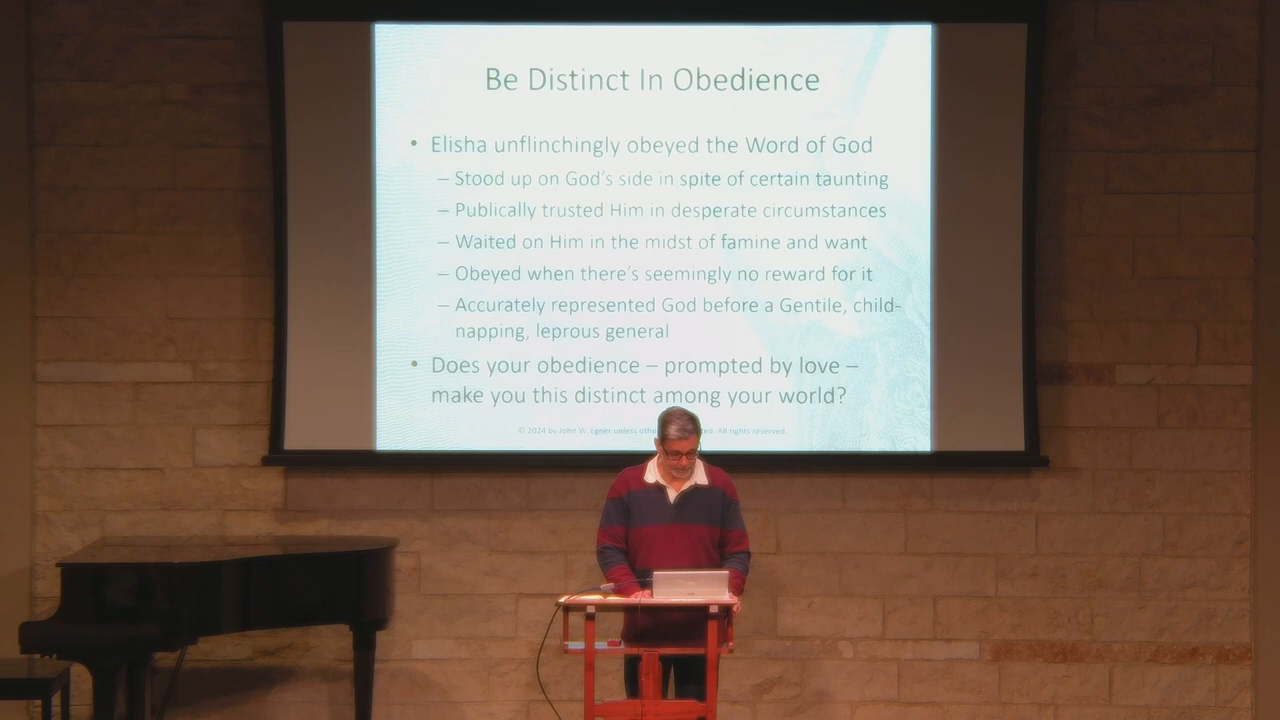 Be Distinct In Obedience
• Elisha unflinchingly obeyed the Word of God
– Stood up on God's side in spite of certain taunting
– Publically trusted Him in desperate circumstances
– Waited on Him in the midst of famine and want
– Obeyed when there's seemingly no reward for it
– Accurately represented God before a Gentile, child-
napping, leprous general
• Does your obedience – prompted by love –
make you this distinct among your world?
© 2024 by John W. unless All rights reserved.